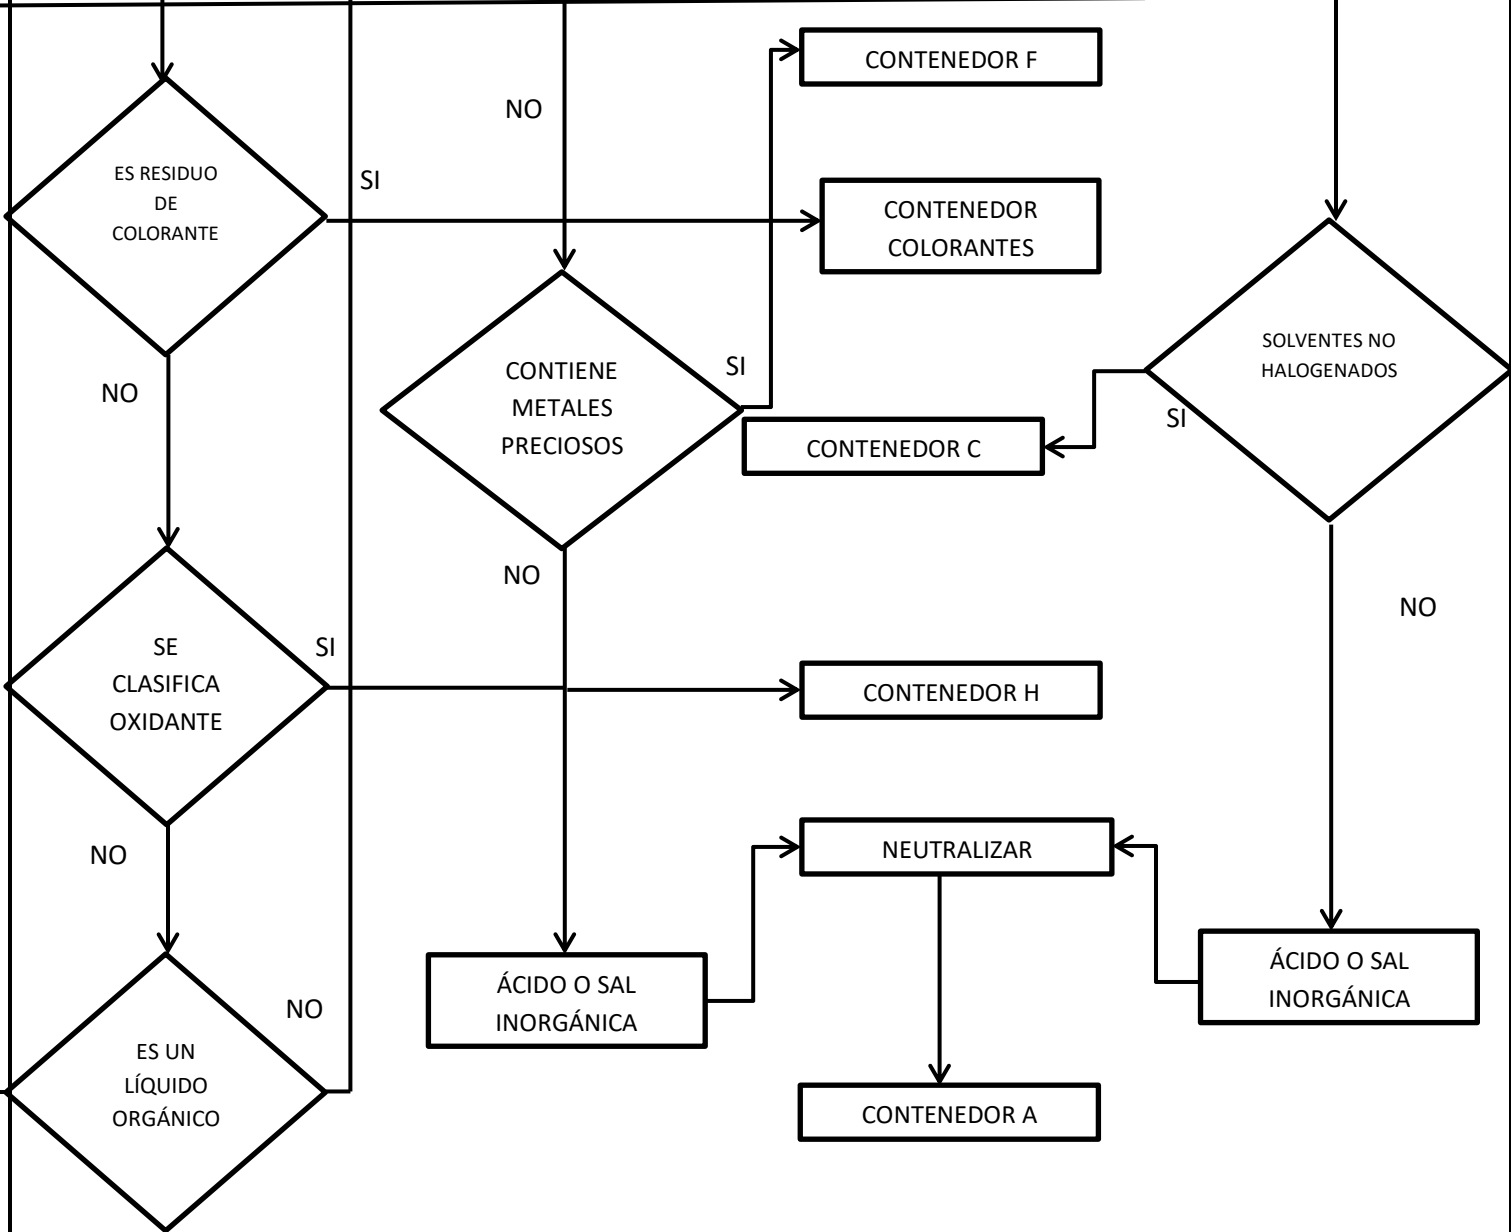 CONTENEDOR F
NO
ES RESIDUO
DE
COLORANTE
SI
CONTENEDOR
COLORANTES
CONTIENE
METALES
PRECIOSOS
SI
SOLVENTES NO
HALOGENADOS
NO
SI
CONTENEDOR C
NO
NO
SE
CLASIFICA
OXIDANTE
SI
CONTENEDOR H
NO
NEUTRALIZAR
ÁCIDO O SAL
INORGÁNICA
ÁCIDO O SAL
INORGÁNICA
NO
ES UN
LÍQUIDO
ORGÁNICO
CONTENEDOR A